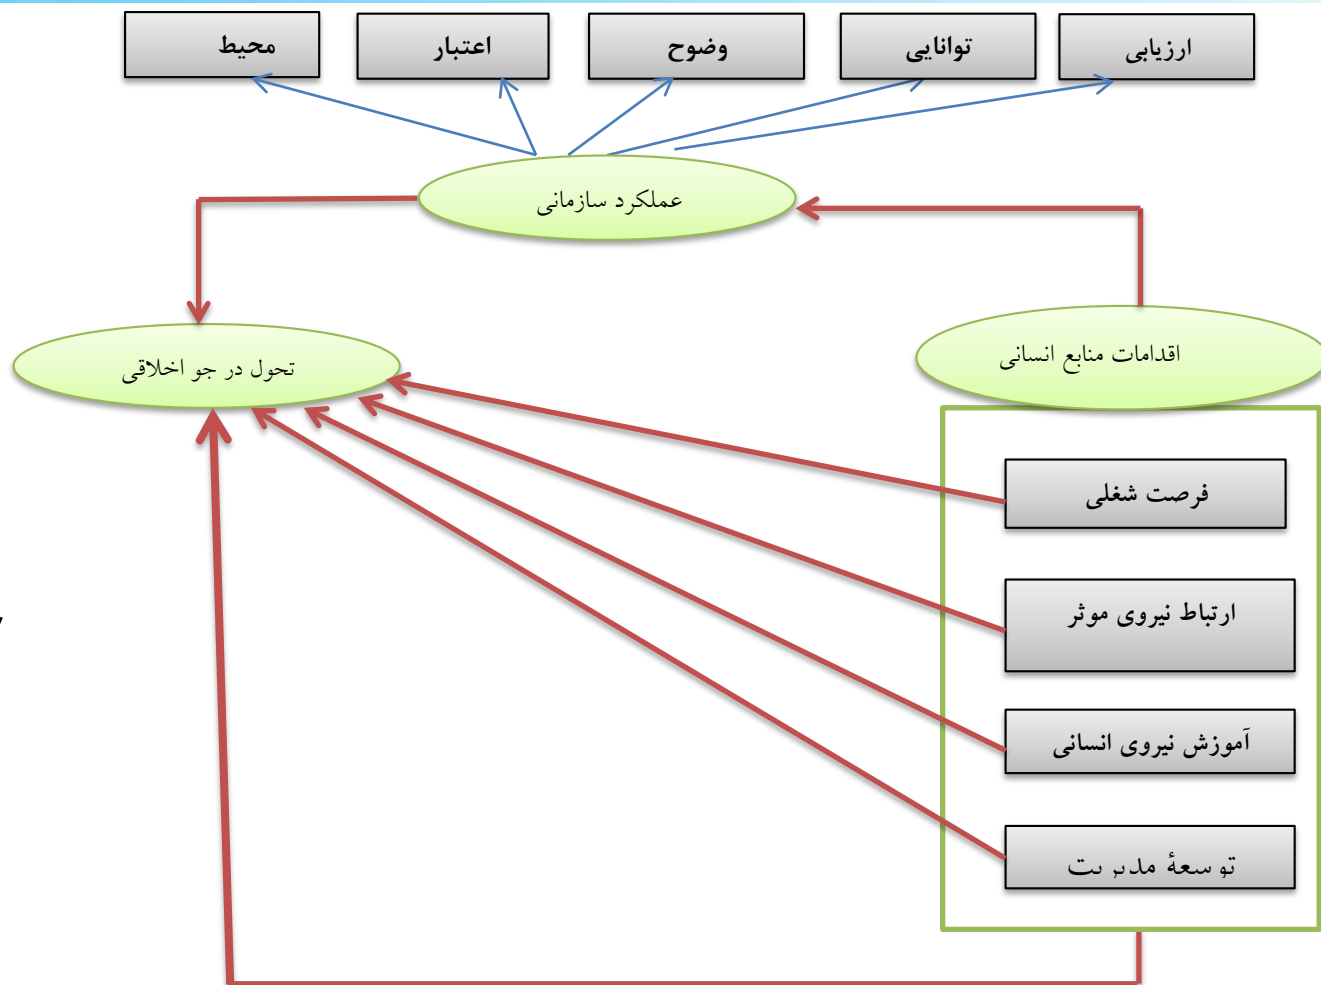 ارزیابی
توانایی
وضوح
اعتبار
محیط
عملکرد سازمانی
اقدامات منابع انسانی
تحول در جو اخلاقی
فرصت شغلی
ارتباط نیروی موثر
آموزش نیروی انسانی
توسعهٔ مدیریت